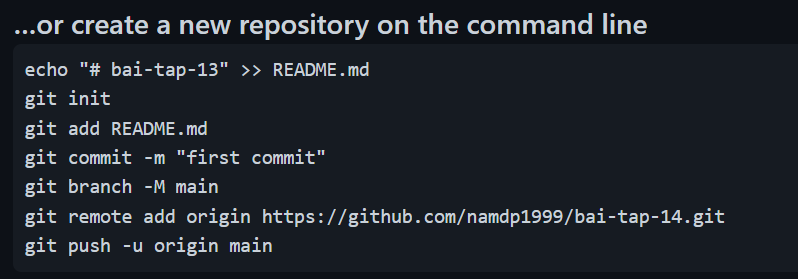 ...or create a new repository on the command line
echo "# bai-tap-13" >> README.md
git init
git add README.md
git commit -m "first commit"
git branch -M main
git remote add origin https://github.com/namdp1999/bai-tap-14.git
git push -u origin main